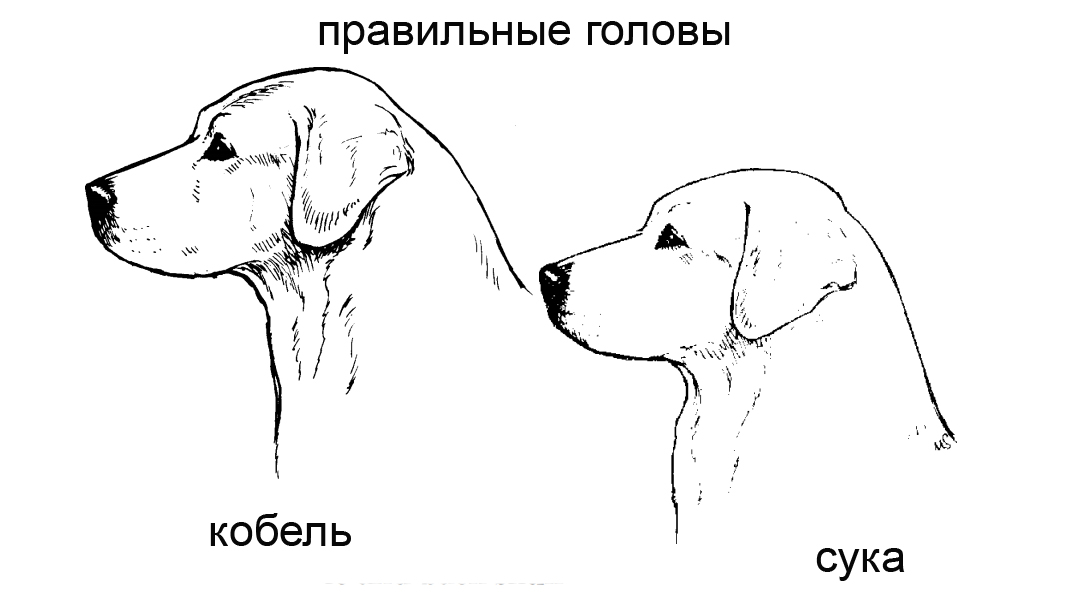 правильные головы
кобель
сука